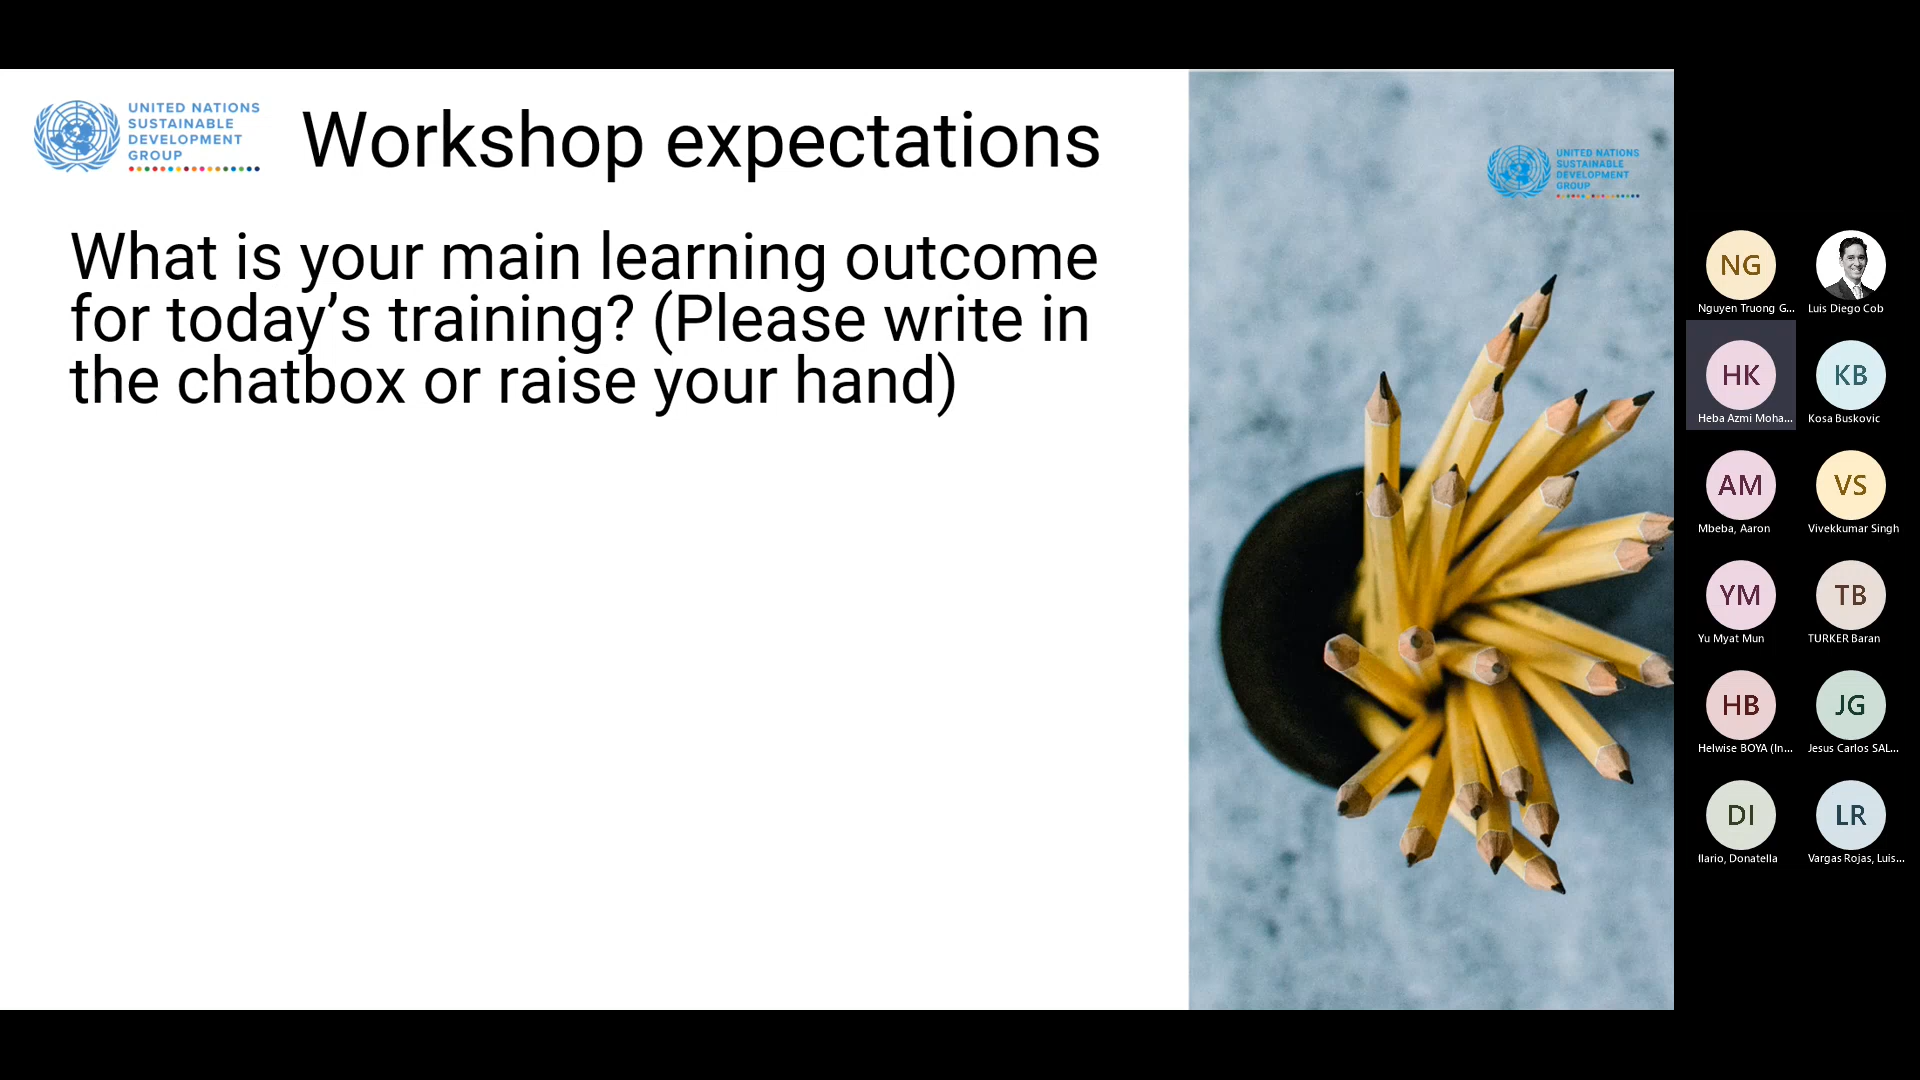 UNITED NATIONS
SUSTAINABLE
DEVELOPMENT
GROUP
Workshop expectations
What is your main learning outcome
for today’s training? (Please write in
the chatbox or raise your hand)
UNITED NATIONS
SUSTAINABLE
DEVELOPMENT
GROUP
NG
Nguyen Truong G...
Luis Diego Cob
HK
Heba Azmi Moha...
KB
Kosa Buskovic
AM
Mbeba, Aaron
VS
Vivekkumar Singh
YM
Yu Myat Mun
TB
TURKER Baran
HB
Helwise BOYA (In...
JG
Jesus Carlos SAL...
DI
Ilario, Donatella
LR
Vargas Rojas, Luis...